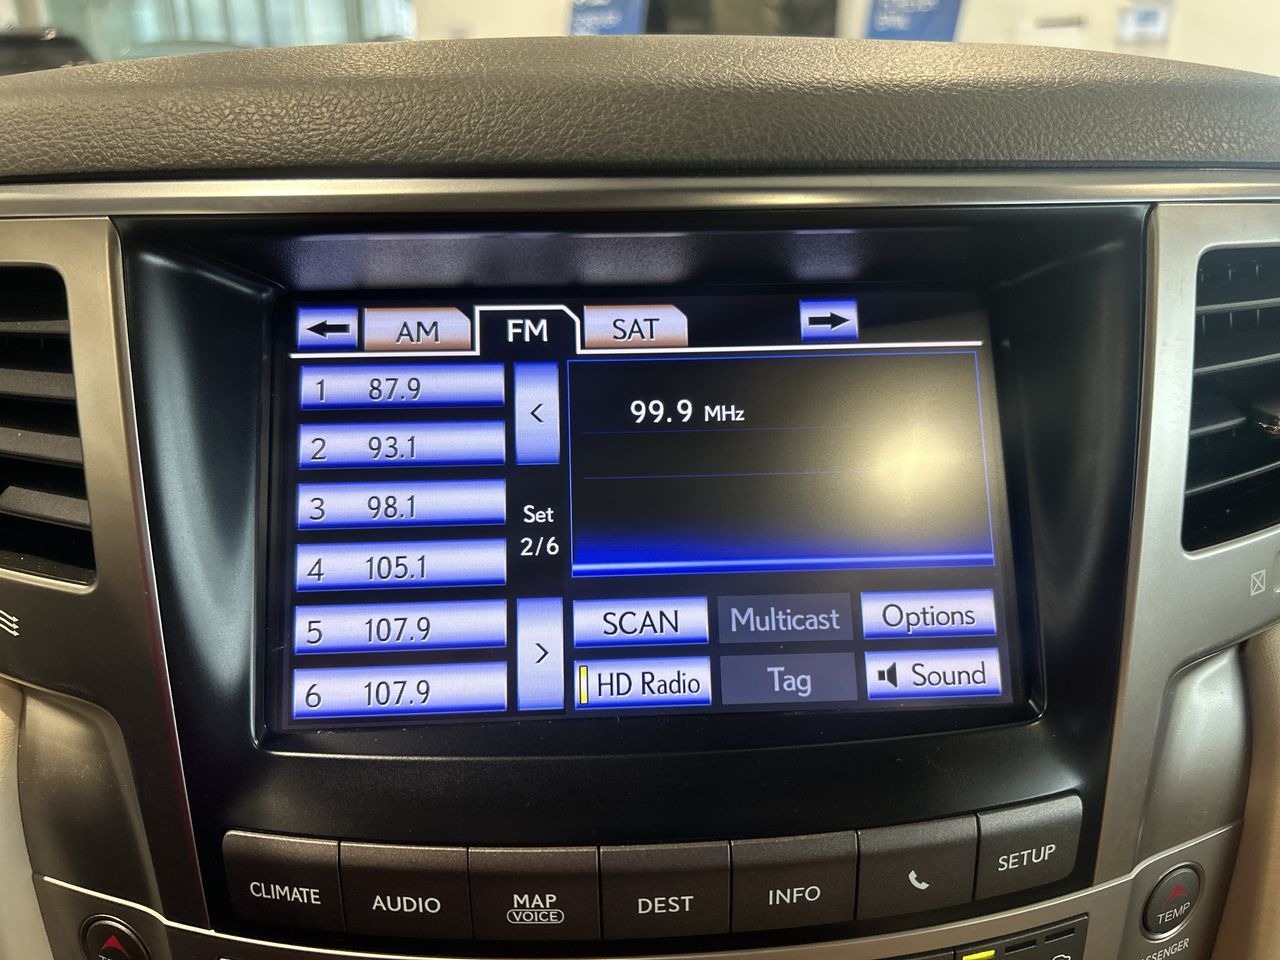 AM
FM
SAT
1 87.9
2 93.1
3 98.1
4 105.1
5 107.9
6 107.9
<
Set
2/6
>
99.9 MHz
SCAN
Multicast
Options
HD Radio
Tag
Sound
CLIMATE
AUDIO
MAP
VOICE
DEST
INFO
SETUP
TEMP